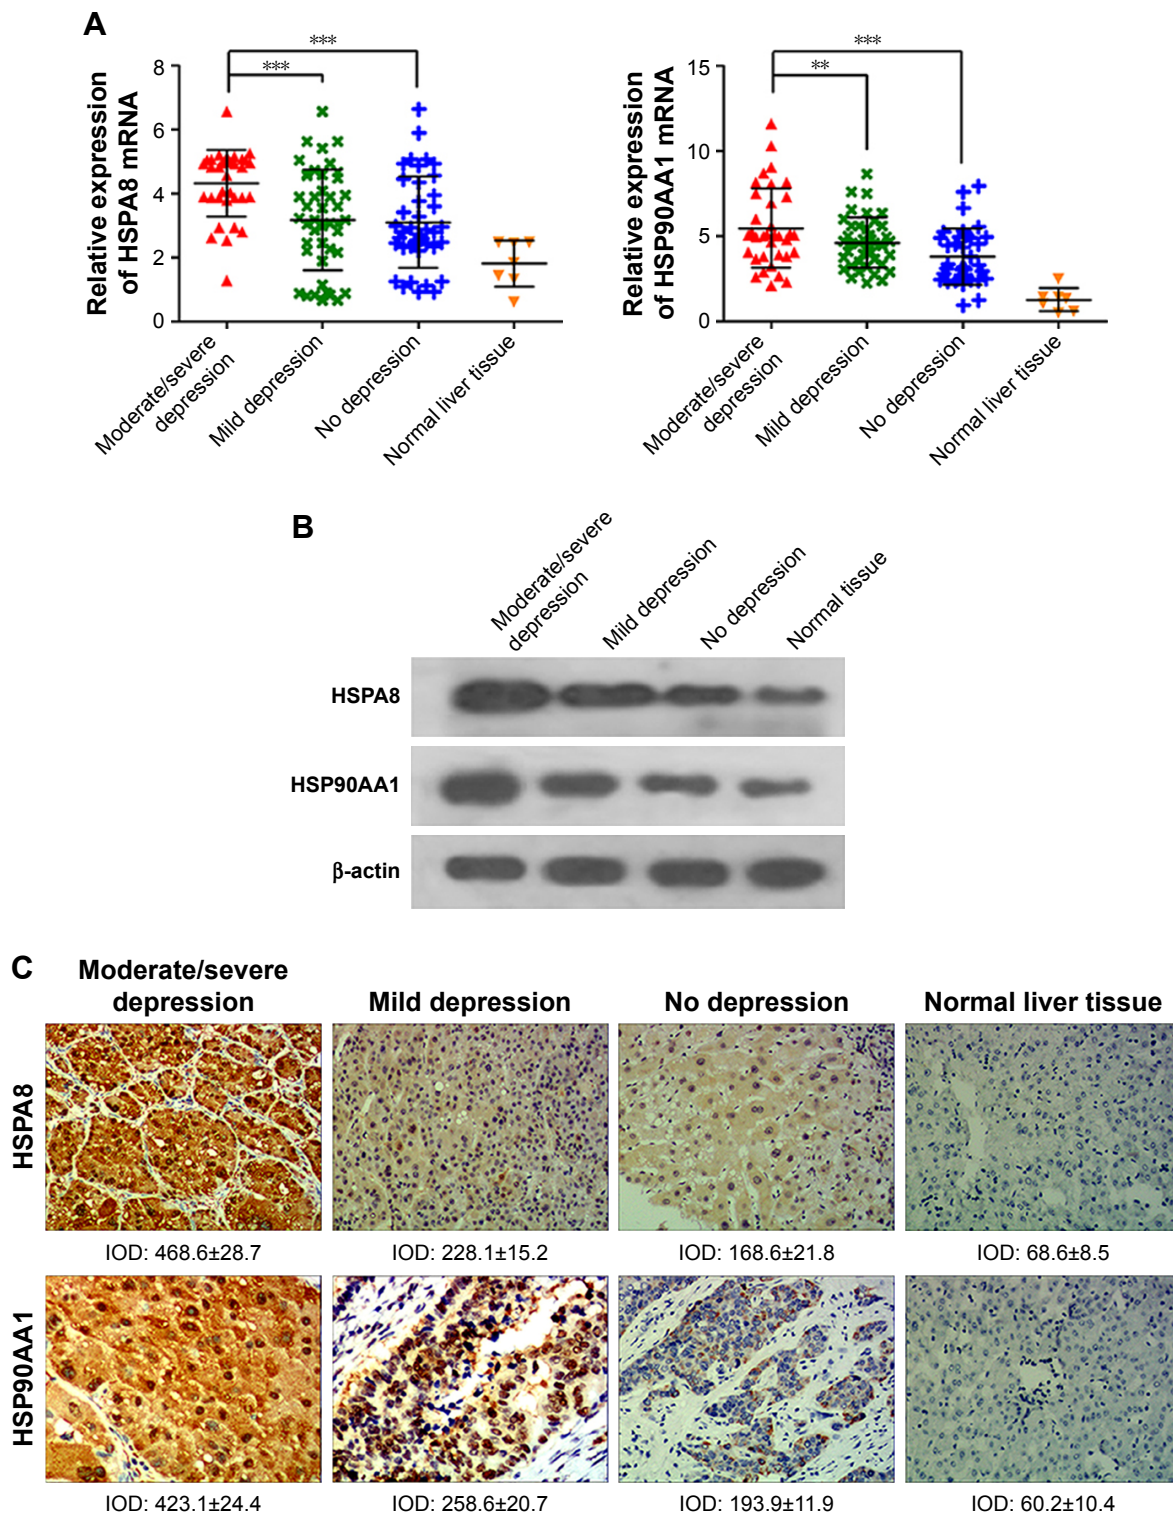 A
Relative expression
of HSPA8 mRNA
8
6
4
2
0
***
***
Moderate/severe
depression
Mild depression
No depression
Normal liver tissue
Relative expression
of HSP90AA1 mRNA
15
10
5
0
***
**
Moderate/severe
depression
Mild depression
No depression
Normal liver tissue
B
Moderate/severe
depression
Mild depression
No depression
Normal tissue
HSPA8
HSP90AA1
β-actin
C
Moderate/severe
depression
Mild depression
No depression
Normal liver tissue
HSPA8
IOD: 468.6±28.7
IOD: 228.1±15.2
IOD: 168.6±21.8
IOD: 68.6±8.5
HSP90AA1
IOD: 423.1±24.4
IOD: 258.6±20.7
IOD: 193.9±11.9
IOD: 60.2±10.4